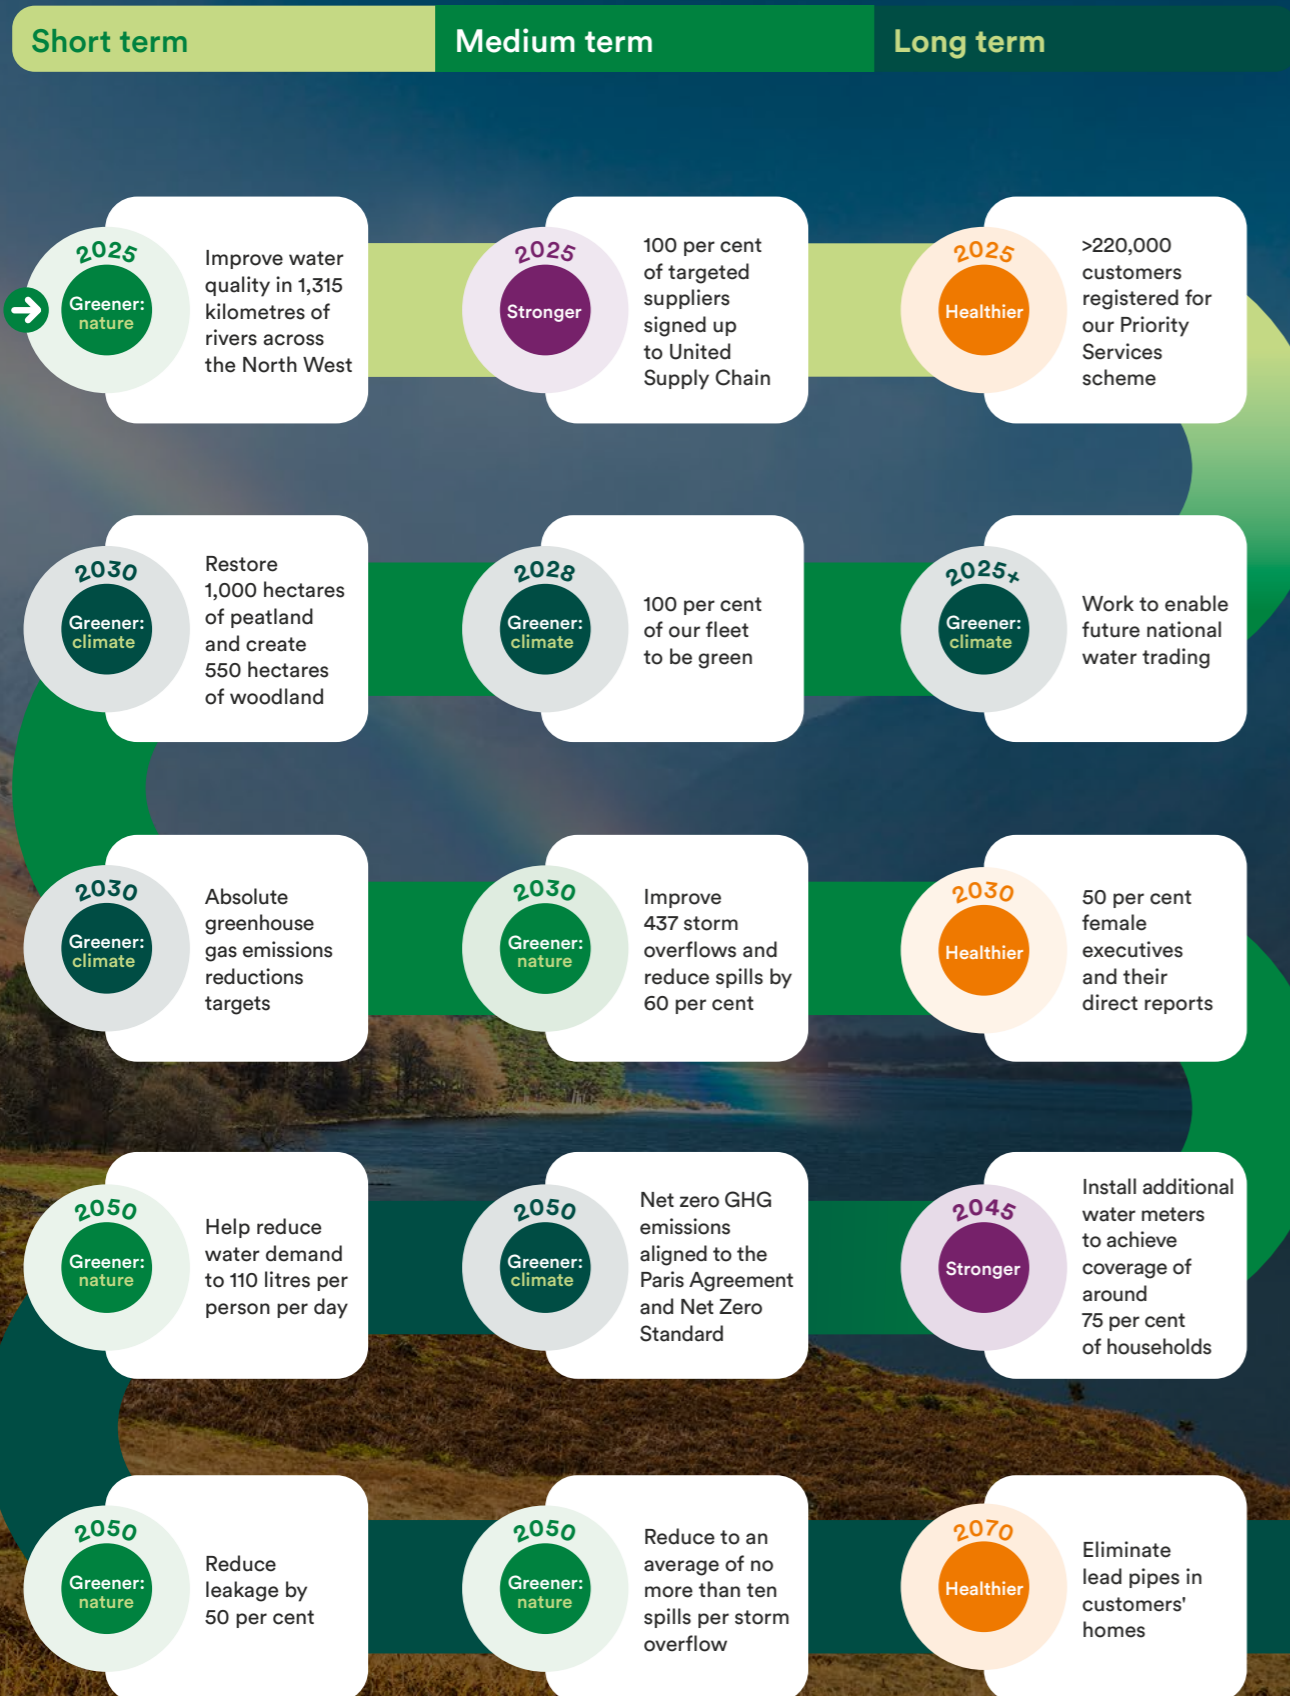 Short term
Medium term
Long term
2025
Greener:
nature
Improve water
quality in 1,315
kilometres of
rivers across
the North West
2025
Stronger
100 per cent
of targeted
suppliers
signed up
to United
Supply Chain
2025
Healthier
>220,000
customers
registered for
our Priority
Services
scheme
2030
Greener:
climate
Restore
1,000 hectares
of peatland
and create
550 hectares
of woodland
2028
Greener:
climate
100 per cent
of our fleet
to be green
2025+
Greener:
climate
Work to enable
future national
water trading
2030
Greener:
climate
Absolute
greenhouse
gas emissions
reductions
targets
2030
Greener:
nature
Improve
437 storm
overflows and
reduce spills by
60 per cent
2030
Healthier
50 per cent
female
executives
and their
direct reports
2050
Greener:
nature
Help reduce
water demand
to 110 litres per
person per day
2050
Greener:
climate
Net zero GHG
emissions
aligned to the
Paris Agreement
and Net Zero
Standard
2045
Stronger
Install additional
water meters
to achieve
coverage of
around
75 per cent
of households
2050
Greener:
nature
Reduce
leakage by
50 per cent
2050
Greener:
nature
Reduce to an
average of no
more than ten
spills per storm
overflow
2070
Healthier
Eliminate
lead pipes in
customers'
homes